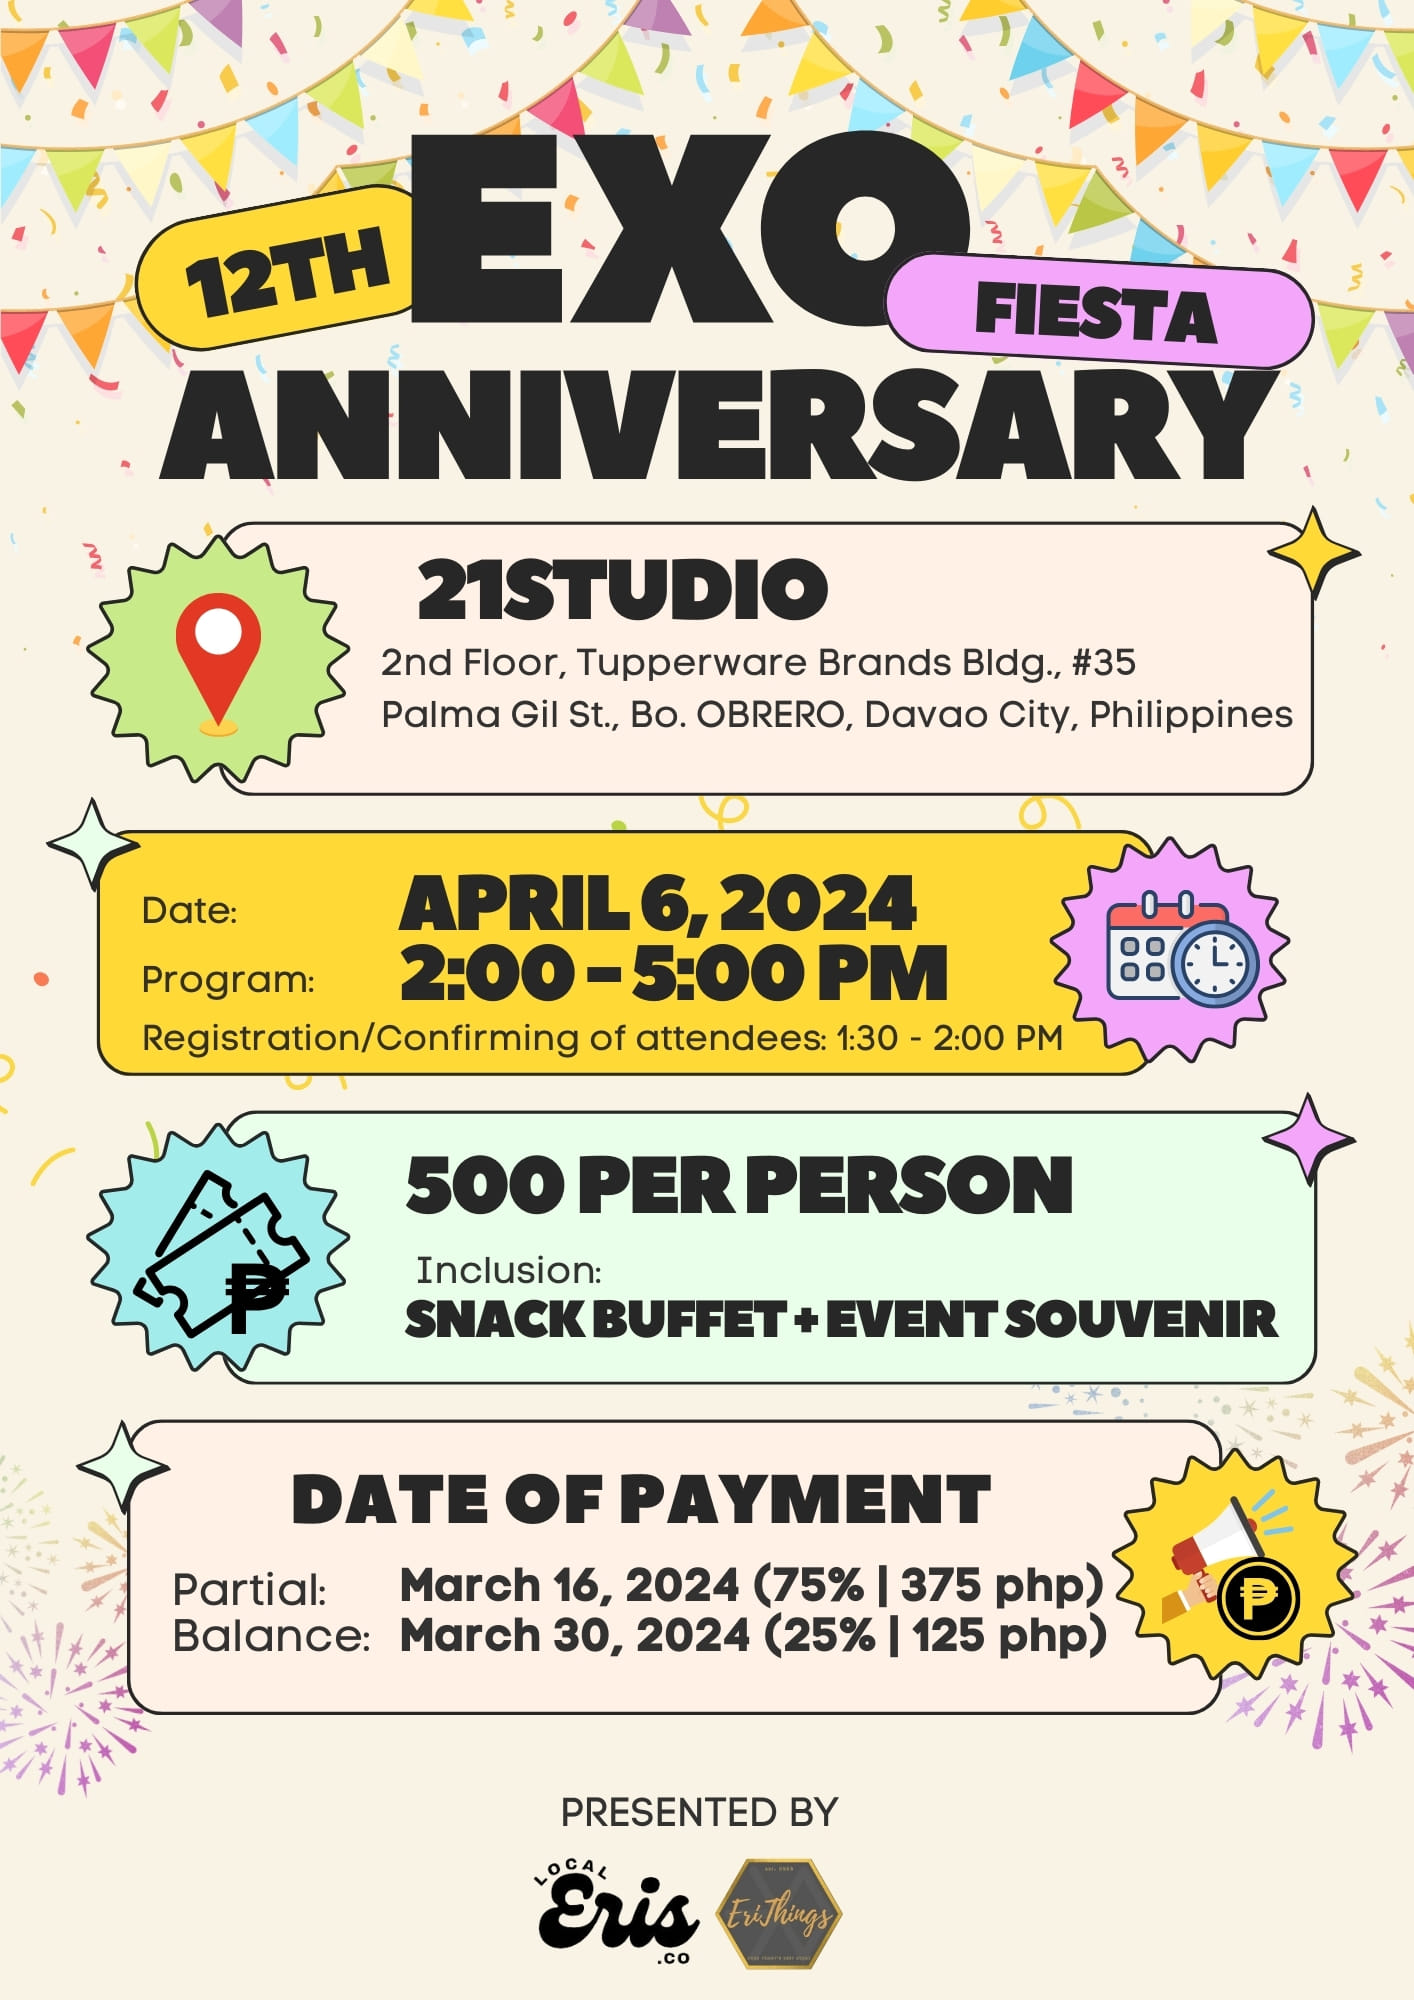 12TH
EXO
FIESTA
ANNIVERSARY
21STUDIO
2nd Floor, Tupperware Brands Bldg., #35
Palma Gil St., Bo. OBRERO, Davao City, Philippines
Date: APRIL 6, 2024
Program: 2:00 – 5:00 PM
Registration/Confirming of attendees: 1:30 - 2:00 PM
500 PER PERSON
Inclusion:
SNACK BUFFET + EVENT SOUVENIR
₱
DATE OF PAYMENT
Partial: March 16, 2024 (75% | 375 php)
Balance: March 30, 2024 (25% | 125 php)
₱
PRESENTED BY
LOCAL
Eris
.CO
EriThings